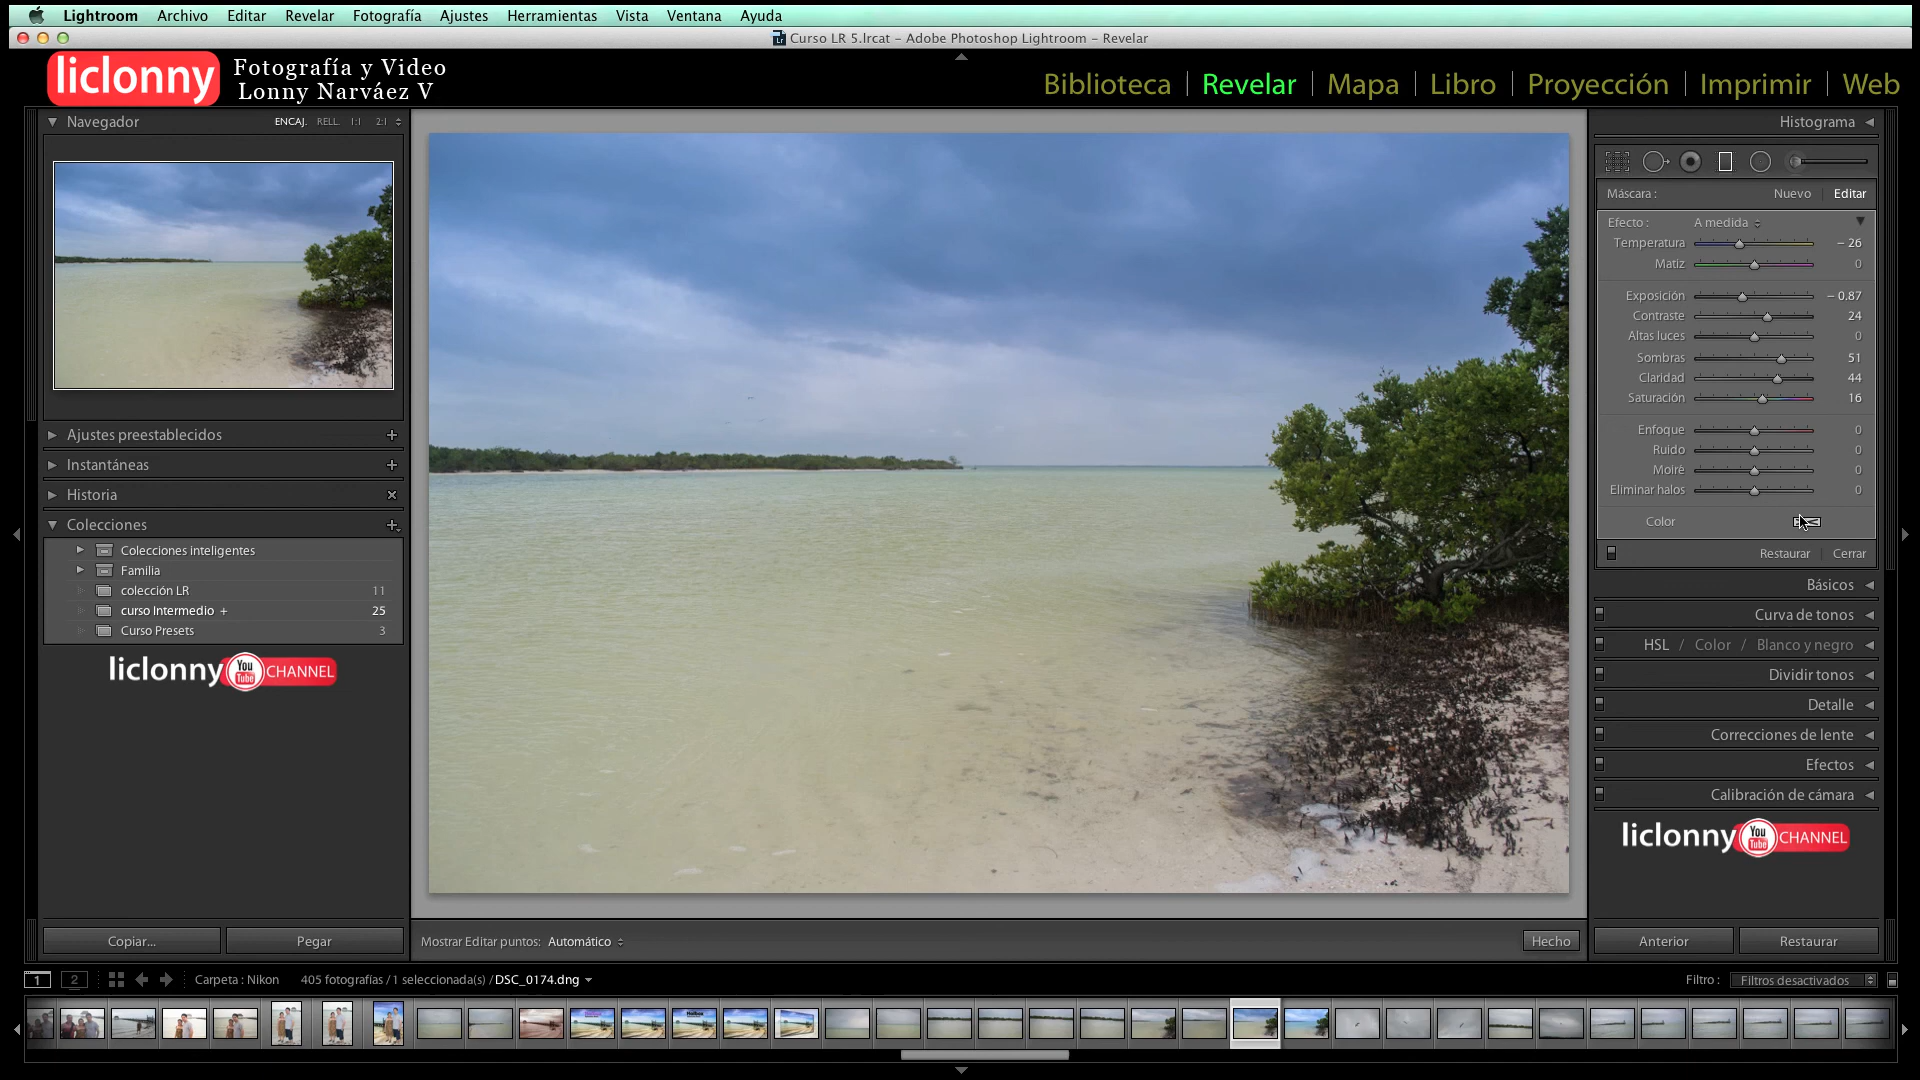 Lightroom Archivo Editar Revelar Fotografía Ajustes Herramientas Vista Ventana Ayuda
Curso LR 5.lrcat – Adobe Photoshop Lightroom – Revelar
liclonny Fotografía y Video
Lonny Narváez V
Biblioteca | Revelar | Mapa | Libro | Proyección | Imprimir | Web
Navegador ENCAJ. RELL. 1:1 2:1
Ajustes preestablecidos
Instantáneas
Historia
Colecciones
Colecciones inteligentes
Familia
colección LR 11
curso Intermedio + 25
Curso Presets 3
liclonny You Tube CHANNEL
Copiar... Pegar
Mostrar Editar puntos: Automático Hecho
Histograma
Máscara : Nuevo Editar
Efecto : A medida
Temperatura – 26
Matiz 0
Exposición – 0.87
Contraste 24
Altas luces 0
Sombras 51
Claridad 44
Saturación 16
Enfoque 0
Ruido 0
Moiré 0
Eliminar halos 0
Color
Restaurar Cerrar
Básicos
Curva de tonos
HSL / Color / Blanco y negro
Dividir tonos
Detalle
Correcciones de lente
Efectos
Calibración de cámara
liclonny You Tube CHANNEL
Anterior Restaurar
1 2 Carpeta : Nikon 405 fotografías / 1 seleccionada(s) / DSC_0174.dng Filtro : Filtros desactivados